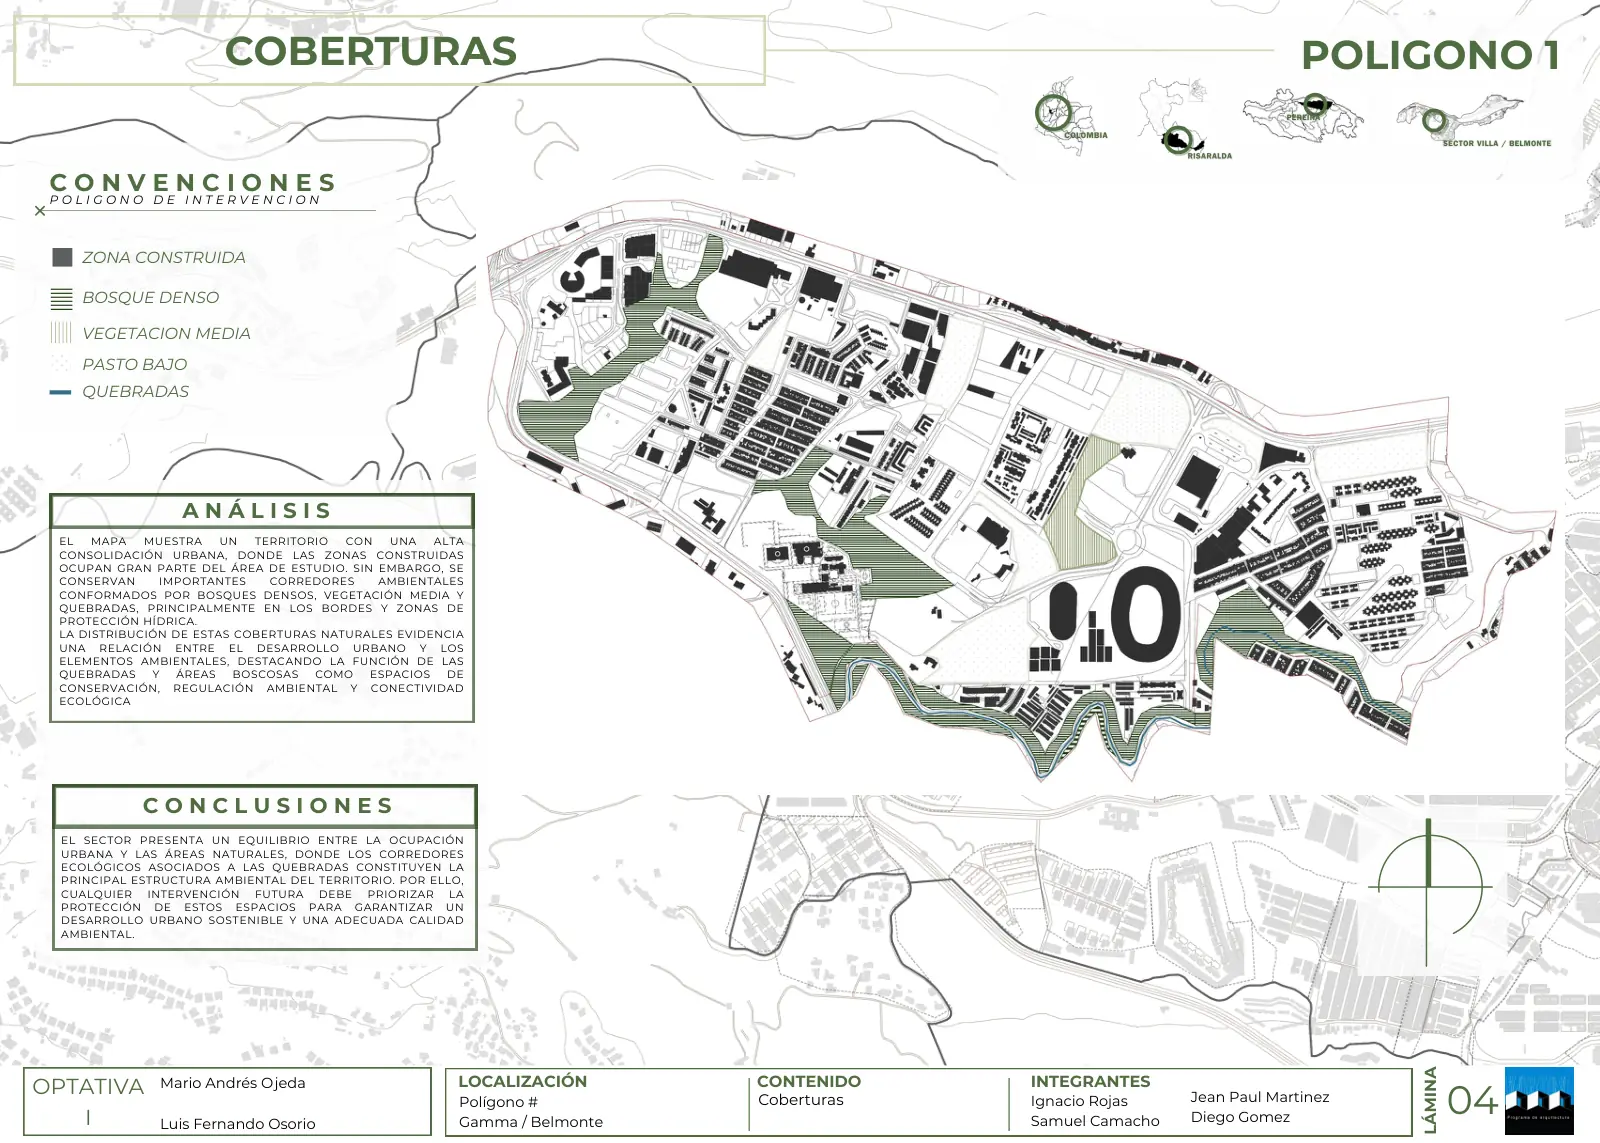 COBERTURAS
POLIGONO 1
COLOMBIA
RISARALDA
PEREIRA
SECTOR VILLA / BELMONTE
CONVENCIONES
POLIGONO DE INTERVENCION
ZONA CONSTRUIDA
BOSQUE DENSO
VEGETACION MEDIA
PASTO BAJO
QUEBRADAS
ANÁLISIS
EL MAPA MUESTRA UN TERRITORIO CON UNA ALTA
CONSOLIDACIÓN URBANA, DONDE LAS ZONAS CONSTRUIDAS
OCUPAN GRAN PARTE DEL ÁREA DE ESTUDIO. SIN EMBARGO, SE
CONSERVAN IMPORTANTES CORREDORES AMBIENTALES
CONFORMADOS POR BOSQUES DENSOS, VEGETACIÓN MEDIA Y
QUEBRADAS, PRINCIPALMENTE EN LOS BORDES Y ZONAS DE
PROTECCIÓN HÍDRICA.
LA DISTRIBUCIÓN DE ESTAS COBERTURAS NATURALES EVIDENCIA
UNA RELACIÓN ENTRE EL DESARROLLO URBANO Y LOS
ELEMENTOS AMBIENTALES, DESTACANDO LA FUNCIÓN DE LAS
QUEBRADAS Y ÁREAS BOSCOSAS COMO ESPACIOS DE
CONSERVACIÓN, REGULACIÓN AMBIENTAL Y CONECTIVIDAD
ECOLÓGICA
CONCLUSIONES
EL SECTOR PRESENTA UN EQUILIBRIO ENTRE LA OCUPACIÓN
URBANA Y LAS ÁREAS NATURALES, DONDE LOS CORREDORES
ECOLÓGICOS ASOCIADOS A LAS QUEBRADAS CONSTITUYEN LA
PRINCIPAL ESTRUCTURA AMBIENTAL DEL TERRITORIO. POR ELLO,
CUALQUIER INTERVENCIÓN FUTURA DEBE PRIORIZAR LA
PROTECCIÓN DE ESTOS ESPACIOS PARA GARANTIZAR UN
DESARROLLO URBANO SOSTENIBLE Y UNA ADECUADA CALIDAD
AMBIENTAL.
OPTATIVA
I
Mario Andrés Ojeda
Luis Fernando Osorio
LOCALIZACIÓN
Polígono #
Gamma / Belmonte
CONTENIDO
Coberturas
INTEGRANTES
Ignacio Rojas
Samuel Camacho
Jean Paul Martinez
Diego Gomez
LÁMINA
04
Programa de arquitectura